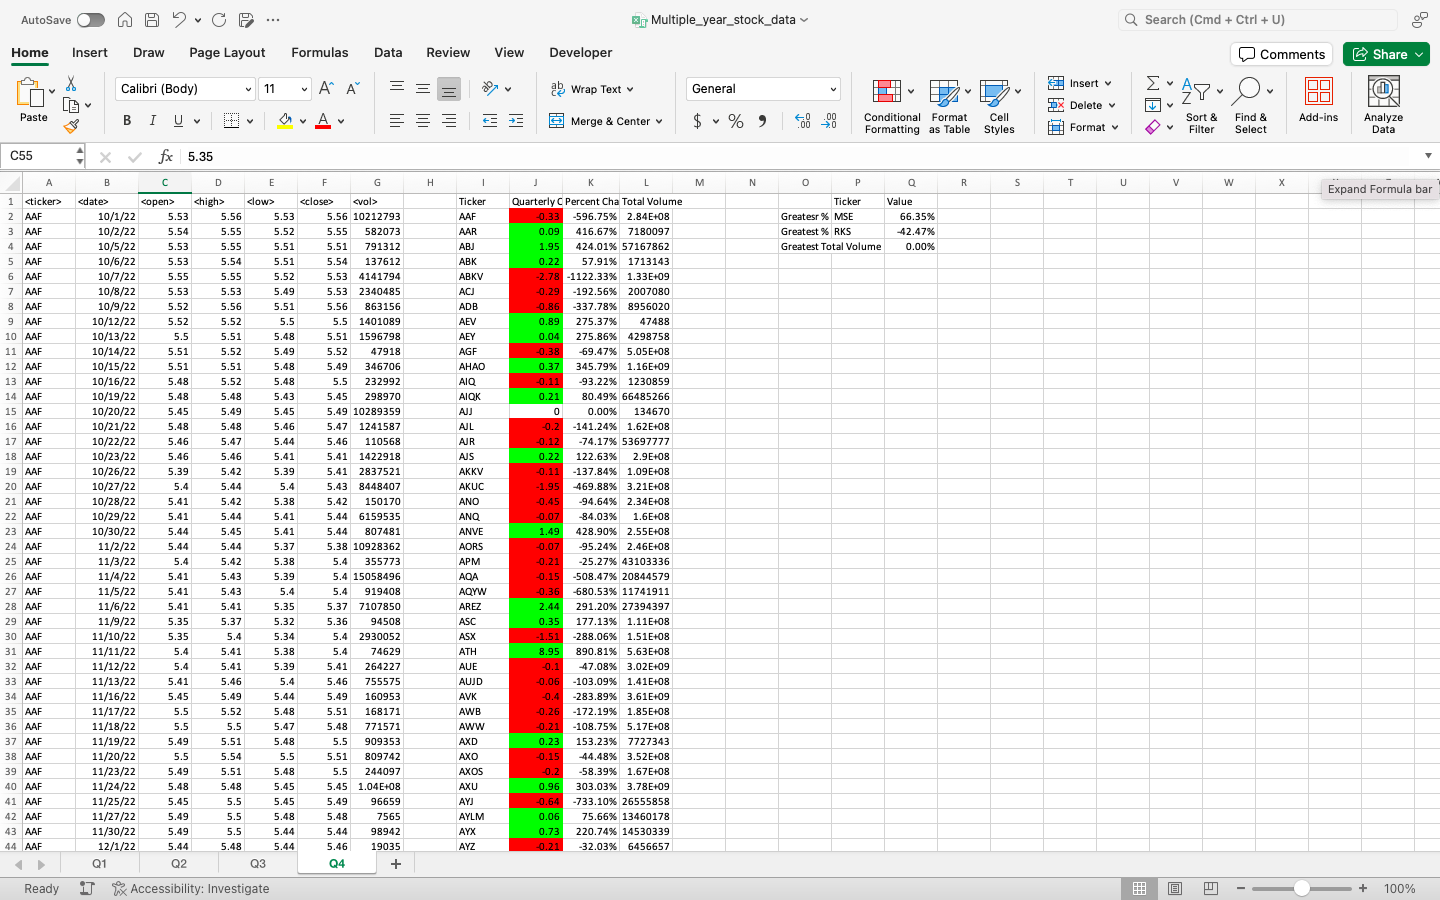 AutoSave
Multiple_year_stock_data
Search (Cmd + Ctrl + U)
Home Insert Draw Page Layout Formulas Data Review View Developer
Comments Share
Paste
Calibri (Body) 11
B I U
Wrap Text
Merge & Center
General
Conditional Formatting
Format as Table
Cell Styles
Insert
Delete
Format
Sort & Filter
Find & Select
Add-ins
Analyze Data
C55 fx 5.35
Expand Formula bar
A B C D E F G H I J K L M N O P Q R S T U V W X
1 <ticker> <date> <open> <high> <low> <close> <vol> Ticker Quarterly C Percent Cha Total Volume Ticker Value
2 AAF 10/1/22 5.53 5.56 5.53 5.56 10212793 AAF -0.33 -596.75% 2.84E+08 Greatesr % MSE 66.35%
3 AAF 10/2/22 5.54 5.55 5.52 5.55 582073 AAR 0.09 416.67% 7180097 Greatest % RKS -42.47%
4 AAF 10/5/22 5.53 5.55 5.51 5.51 791312 ABJ 1.95 424.01% 57167862 Greatest Total Volume 0.00%
5 AAF 10/6/22 5.53 5.54 5.51 5.54 137612 ABK 0.22 57.91% 1713143
6 AAF 10/7/22 5.55 5.55 5.52 5.53 4141794 ABKV -2.78 -1122.33% 1.33E+09
7 AAF 10/8/22 5.53 5.53 5.49 5.53 2340485 ACJ -0.29 -192.56% 2007080
8 AAF 10/9/22 5.52 5.56 5.51 5.56 863156 ADB -0.86 -337.78% 8956020
9 AAF 10/12/22 5.52 5.52 5.5 5.5 1401089 AEV 0.89 275.37% 47488
10 AAF 10/13/22 5.5 5.51 5.48 5.51 1596798 AEY 0.04 275.86% 4298758
11 AAF 10/14/22 5.51 5.52 5.49 5.52 47918 AGF -0.38 -69.47% 5.05E+08
12 AAF 10/15/22 5.51 5.51 5.48 5.49 346706 AHAO 0.37 345.79% 1.16E+09
13 AAF 10/16/22 5.48 5.52 5.48 5.5 232992 AIQ -0.11 -93.22% 1230859
14 AAF 10/19/22 5.48 5.48 5.43 5.45 298970 AIQK 0.21 80.49% 66485266
15 AAF 10/20/22 5.45 5.49 5.45 5.49 10289359 AJJ 0 0.00% 134670
16 AAF 10/21/22 5.48 5.48 5.46 5.47 1241587 AJL -0.2 -141.24% 1.62E+08
17 AAF 10/22/22 5.46 5.47 5.44 5.46 110568 AJR -0.12 -74.17% 53697777
18 AAF 10/23/22 5.46 5.46 5.41 5.41 1422918 AJS 0.22 122.63% 2.9E+08
19 AAF 10/26/22 5.39 5.42 5.39 5.41 2837521 AKKV -0.11 -137.84% 1.09E+08
20 AAF 10/27/22 5.4 5.44 5.4 5.43 8448407 AKUC -1.95 -469.88% 3.21E+08
21 AAF 10/28/22 5.41 5.42 5.38 5.42 150170 ANO -0.45 -94.64% 2.34E+08
22 AAF 10/29/22 5.41 5.44 5.41 5.44 6159535 ANQ -0.07 -84.03% 1.6E+08
23 AAF 10/30/22 5.44 5.45 5.41 5.44 807481 ANVE 1.49 428.90% 2.55E+08
24 AAF 11/2/22 5.44 5.44 5.37 5.38 10928362 AORS -0.07 -95.24% 2.46E+08
25 AAF 11/3/22 5.4 5.42 5.38 5.4 355773 APM -0.21 -25.27% 43103336
26 AAF 11/4/22 5.41 5.43 5.39 5.4 15058496 AQA -0.15 -508.47% 20844579
27 AAF 11/5/22 5.41 5.43 5.4 5.4 919408 AQYW -0.36 -680.53% 11741911
28 AAF 11/6/22 5.41 5.41 5.35 5.37 7107850 AREZ 2.44 291.20% 27394397
29 AAF 11/9/22 5.35 5.37 5.32 5.36 94508 ASC 0.35 177.13% 1.11E+08
30 AAF 11/10/22 5.35 5.4 5.34 5.4 2930052 ASX -1.51 -288.06% 1.51E+08
31 AAF 11/11/22 5.4 5.41 5.38 5.4 74629 ATH 8.95 890.81% 5.63E+08
32 AAF 11/12/22 5.4 5.41 5.39 5.41 264227 AUE -0.1 -47.08% 3.02E+09
33 AAF 11/13/22 5.41 5.46 5.4 5.46 755575 AUJD -0.06 -103.09% 1.41E+08
34 AAF 11/16/22 5.45 5.49 5.44 5.49 160953 AVK -0.4 -283.89% 3.61E+09
35 AAF 11/17/22 5.5 5.52 5.48 5.51 168171 AWB -0.26 -172.19% 1.85E+08
36 AAF 11/18/22 5.5 5.5 5.47 5.48 771571 AWW -0.21 -108.75% 5.17E+08
37 AAF 11/19/22 5.49 5.51 5.48 5.5 909353 AXD 0.23 153.23% 7727343
38 AAF 11/20/22 5.5 5.54 5.5 5.51 809742 AXO -0.15 -44.48% 3.52E+08
39 AAF 11/23/22 5.49 5.51 5.48 5.5 244097 AXOS -0.2 -58.39% 1.67E+08
40 AAF 11/24/22 5.48 5.48 5.45 5.45 1.04E+08 AXU 0.96 303.03% 3.78E+09
41 AAF 11/25/22 5.45 5.5 5.45 5.49 96659 AYJ -0.64 -733.10% 26555858
42 AAF 11/27/22 5.49 5.5 5.48 5.48 7565 AYLM 0.06 75.66% 13460178
43 AAF 11/30/22 5.49 5.5 5.44 5.44 98942 AYX 0.73 220.74% 14530339
44 AAF 12/1/22 5.44 5.48 5.44 5.46 19035 AYZ -0.21 -32.03% 6456657
Q1 Q2 Q3 Q4
Ready Accessibility: Investigate 100%